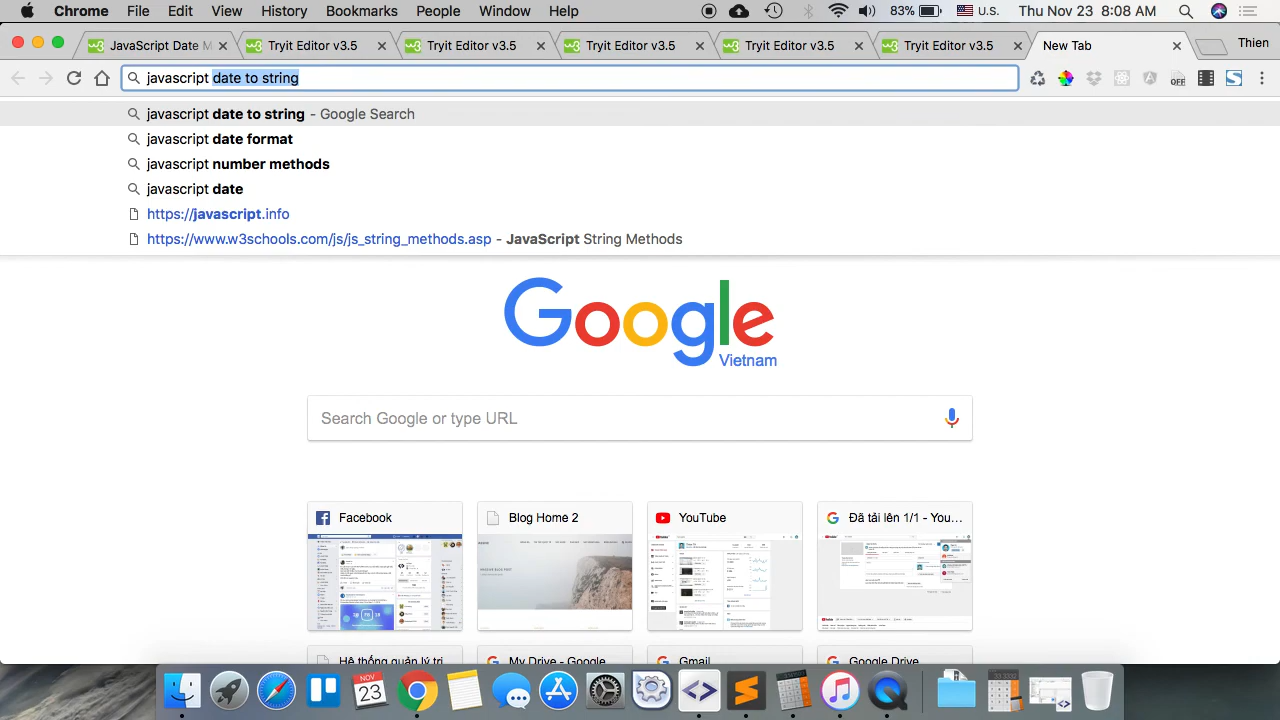 Chrome File Edit View History Bookmarks People Window Help 83% U.S. Thu Nov 23 8:08 AM
JavaScript Date M Tryit Editor v3.5 Tryit Editor v3.5 Tryit Editor v3.5 Tryit Editor v3.5 Tryit Editor v3.5 New Tab Thien
javascript date to string
OFF
javascript date to string - Google Search
javascript date format
javascript number methods
javascript date
https://javascript.info
https://www.w3schools.com/js/js_string_methods.asp - JavaScript String Methods
Google
Vietnam
Search Google or type URL
Facebook Blog Home 2 YouTube Đã tải lên 1/1 - You...
Hệ thống quản lý trị My Drive - Google Gmail Google Drive
NOV
23